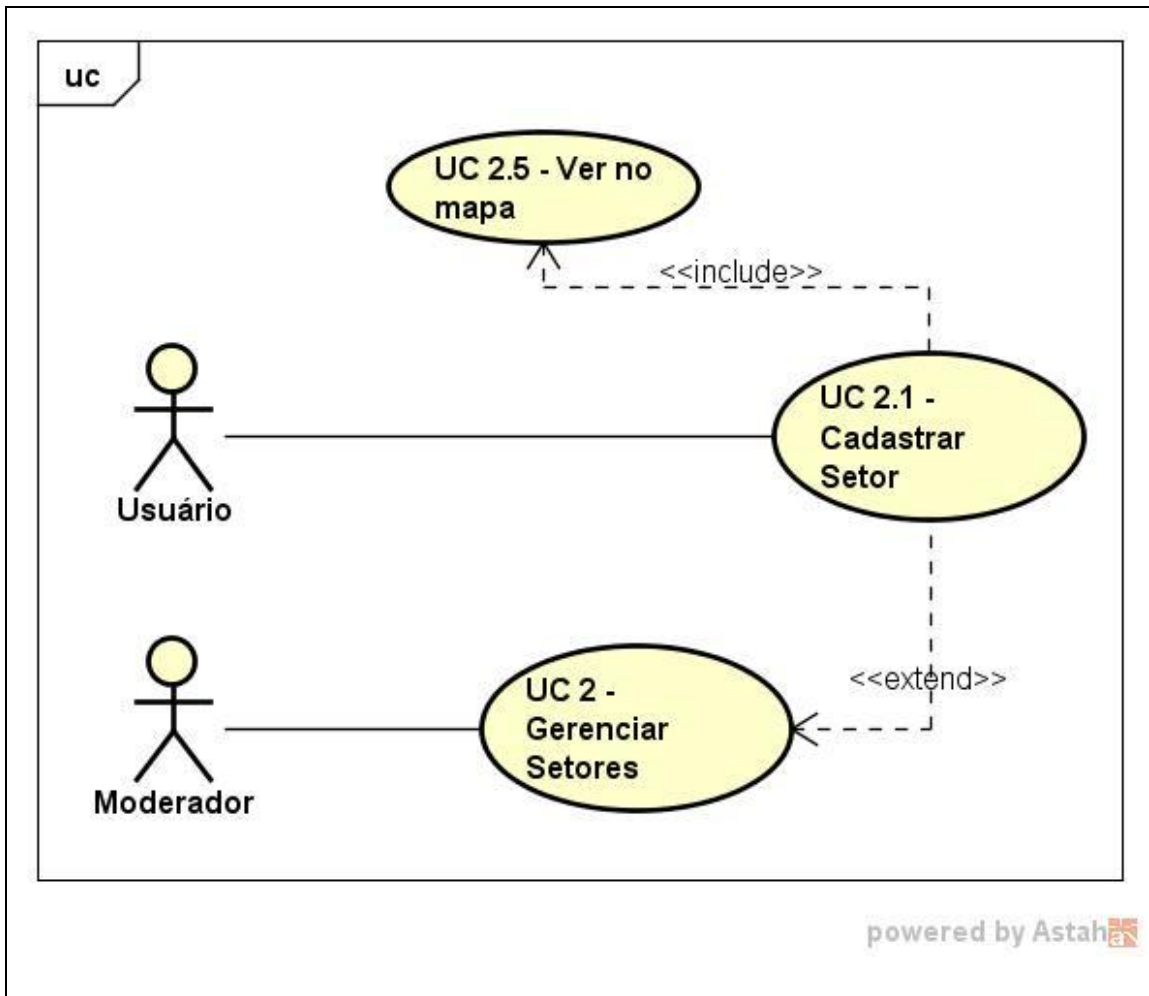 uc
UC 2.5 - Ver no
mapa
<<include>>
UC 2.1 -
Cadastrar
Setor
Usuário
<<extend>>
UC 2 -
Gerenciar
Setores
Moderador
powered by Astah